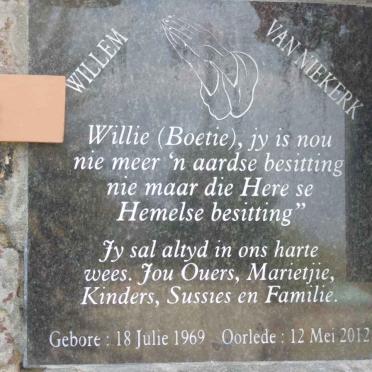 WILLEM VAN NIEKERK
Willie (Boetie), jy is nou
nie meer 'n aardse besitting
nie maar die Here se
Hemelse besitting”
Jy sal altyd in ons harte
wees. Jou Ouers, Marietjie,
Kinders, Sussies en Familie.
Gebore : 18 Julie 1969 Oorlede : 12 Mei 2012